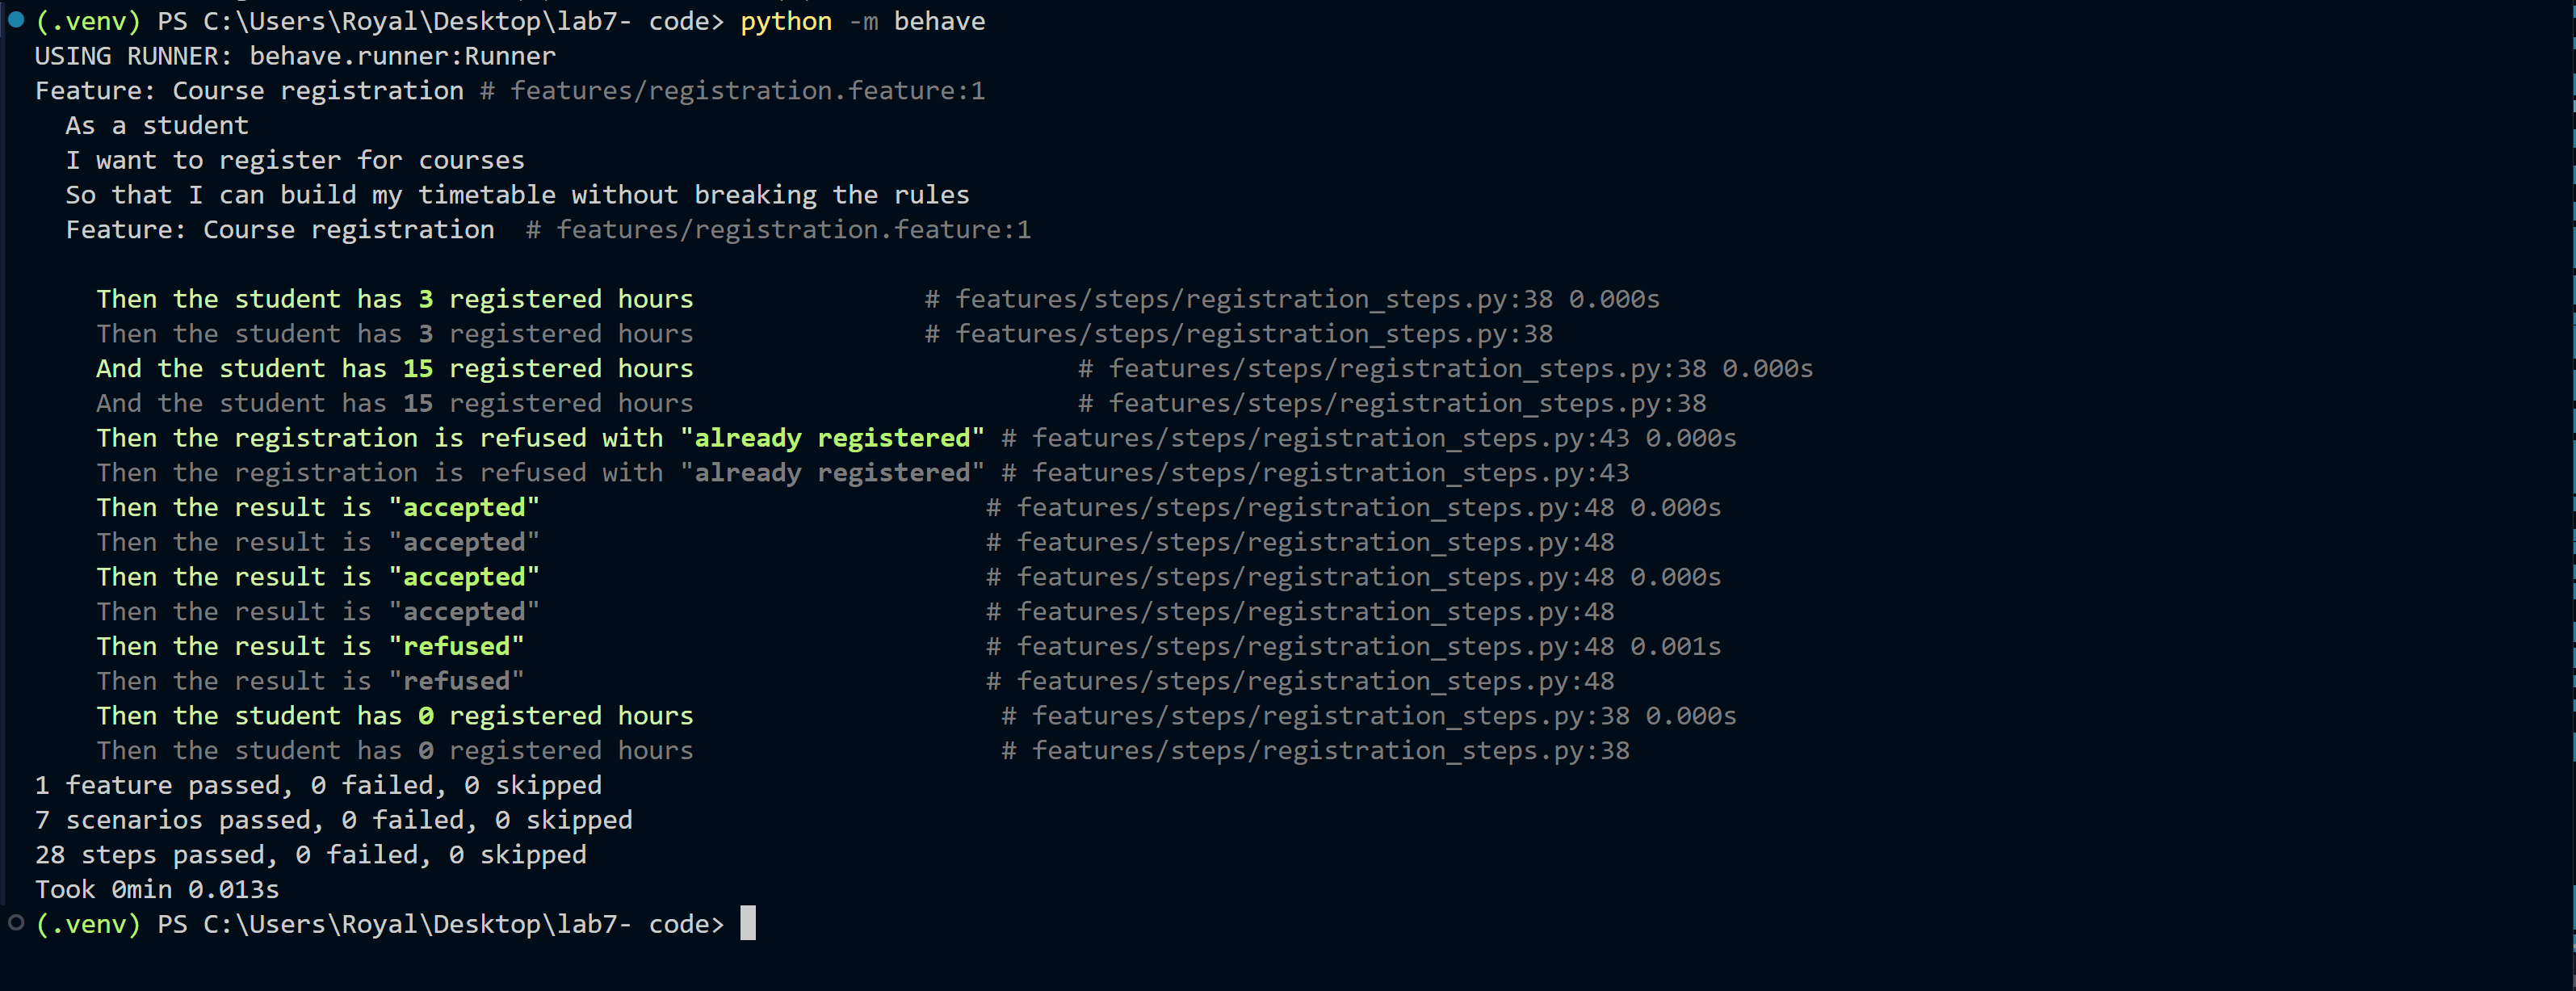 (.venv) PS C:\Users\Royal\Desktop\lab7- code> python -m behave
USING RUNNER: behave.runner:Runner
Feature: Course registration # features/registration.feature:1
  As a student
  I want to register for courses
  So that I can build my timetable without breaking the rules
  Feature: Course registration  # features/registration.feature:1

    Then the student has 3 registered hours               # features/steps/registration_steps.py:38 0.000s
    Then the student has 3 registered hours               # features/steps/registration_steps.py:38
    And the student has 15 registered hours                         # features/steps/registration_steps.py:38 0.000s
    And the student has 15 registered hours                         # features/steps/registration_steps.py:38
    Then the registration is refused with "already registered" # features/steps/registration_steps.py:43 0.000s
    Then the registration is refused with "already registered" # features/steps/registration_steps.py:43
    Then the result is "accepted"                             # features/steps/registration_steps.py:48 0.000s
    Then the result is "accepted"                             # features/steps/registration_steps.py:48
    Then the result is "accepted"                             # features/steps/registration_steps.py:48 0.000s
    Then the result is "accepted"                             # features/steps/registration_steps.py:48
    Then the result is "refused"                              # features/steps/registration_steps.py:48 0.001s
    Then the result is "refused"                              # features/steps/registration_steps.py:48
    Then the student has 0 registered hours                    # features/steps/registration_steps.py:38 0.000s
    Then the student has 0 registered hours                    # features/steps/registration_steps.py:38
1 feature passed, 0 failed, 0 skipped
7 scenarios passed, 0 failed, 0 skipped
28 steps passed, 0 failed, 0 skipped
Took 0min 0.013s
(.venv) PS C:\Users\Royal\Desktop\lab7- code>